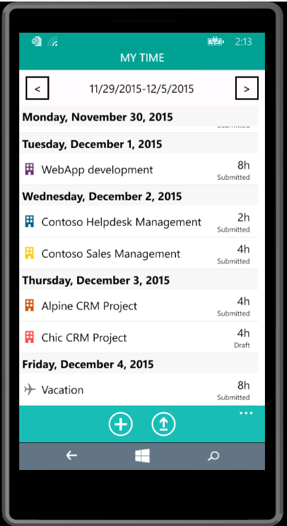 2:13
MY TIME
< 11/29/2015-12/5/2015 >
Monday, November 30, 2015
Submitted
Tuesday, December 1, 2015
WebApp development 8h
Submitted
Wednesday, December 2, 2015
Contoso Helpdesk Management 2h
Submitted
Contoso Sales Management 4h
Submitted
Thursday, December 3, 2015
Alpine CRM Project 4h
Submitted
Chic CRM Project 4h
Draft
Friday, December 4, 2015
Vacation 8h
Submitted